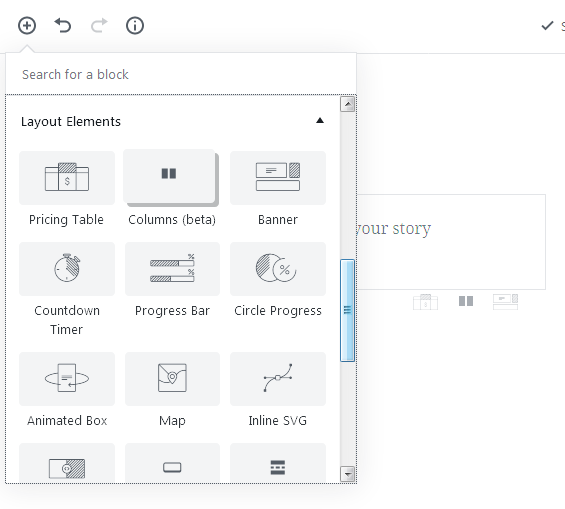 S
Search for a block
Layout Elements
Pricing Table
Columns (beta)
Banner
your story
Countdown
Timer
Progress Bar
Circle Progress
Animated Box
Map
Inline SVG